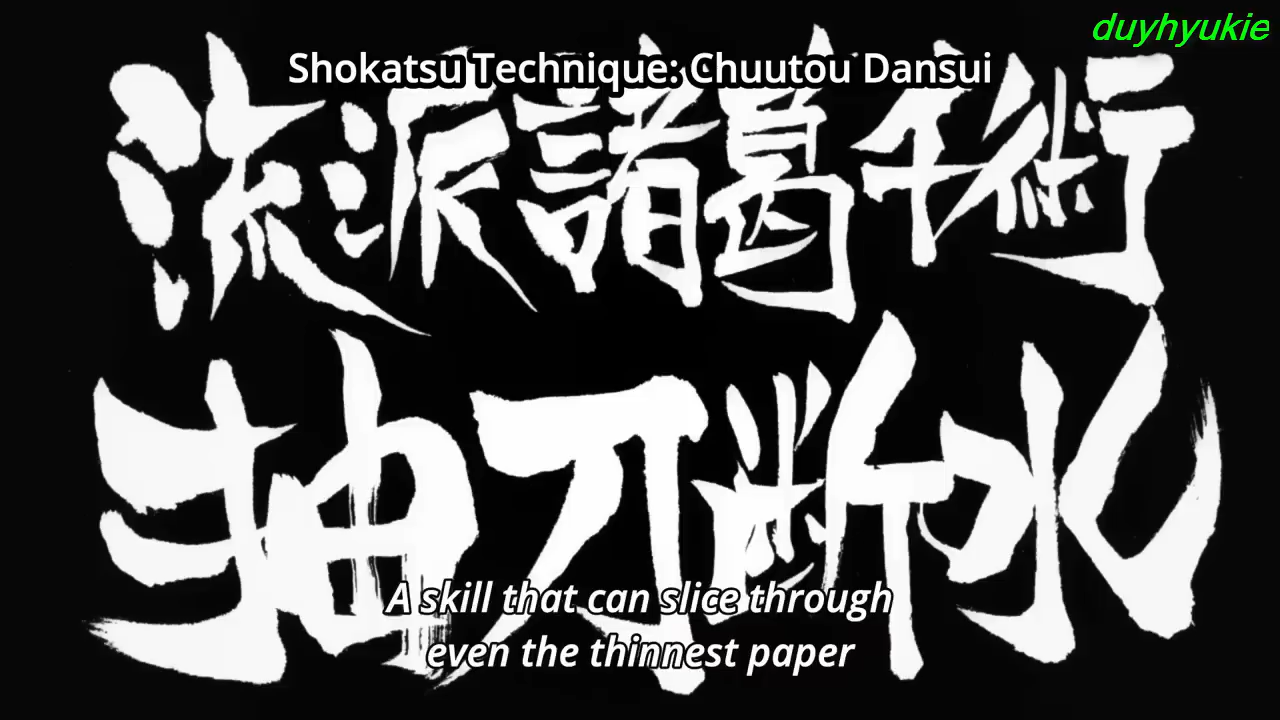 duyhyukie
Shokatsu Technique: Chuutou Dansui
流派諸葛千術
抽刀断水
A skill that can slice through
even the thinnest paper